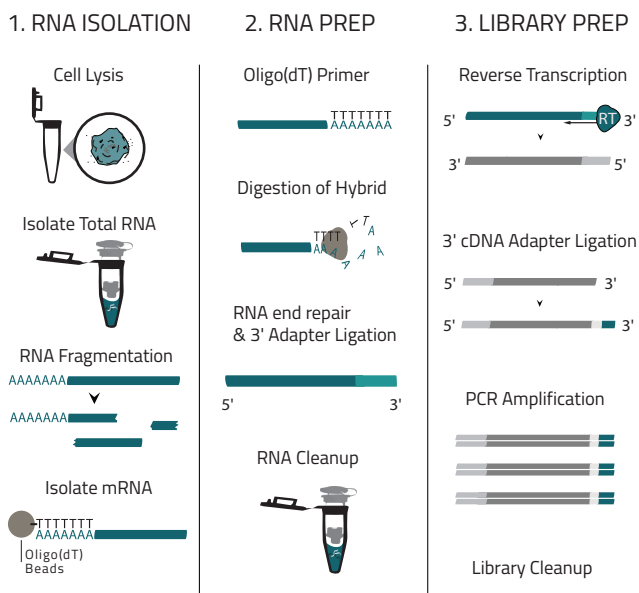 1. RNA ISOLATION
Cell Lysis
Isolate Total RNA
RNA Fragmentation
AAAAAAA
AAAAAAA
Isolate mRNA
TTTTTTT
AAAAAAA
Oligo(dT)
Beads
2. RNA PREP
Oligo(dT) Primer
TTTTTTT
AAAAAAA
Digestion of Hybrid
TTTT T T A
AA A A A A
RNA end repair
& 3' Adapter Ligation
5' 3'
RNA Cleanup
3. LIBRARY PREP
Reverse Transcription
5' RT 3'
3' 5'
3' cDNA Adapter Ligation
5' 3'
5' 3'
PCR Amplification
Library Cleanup